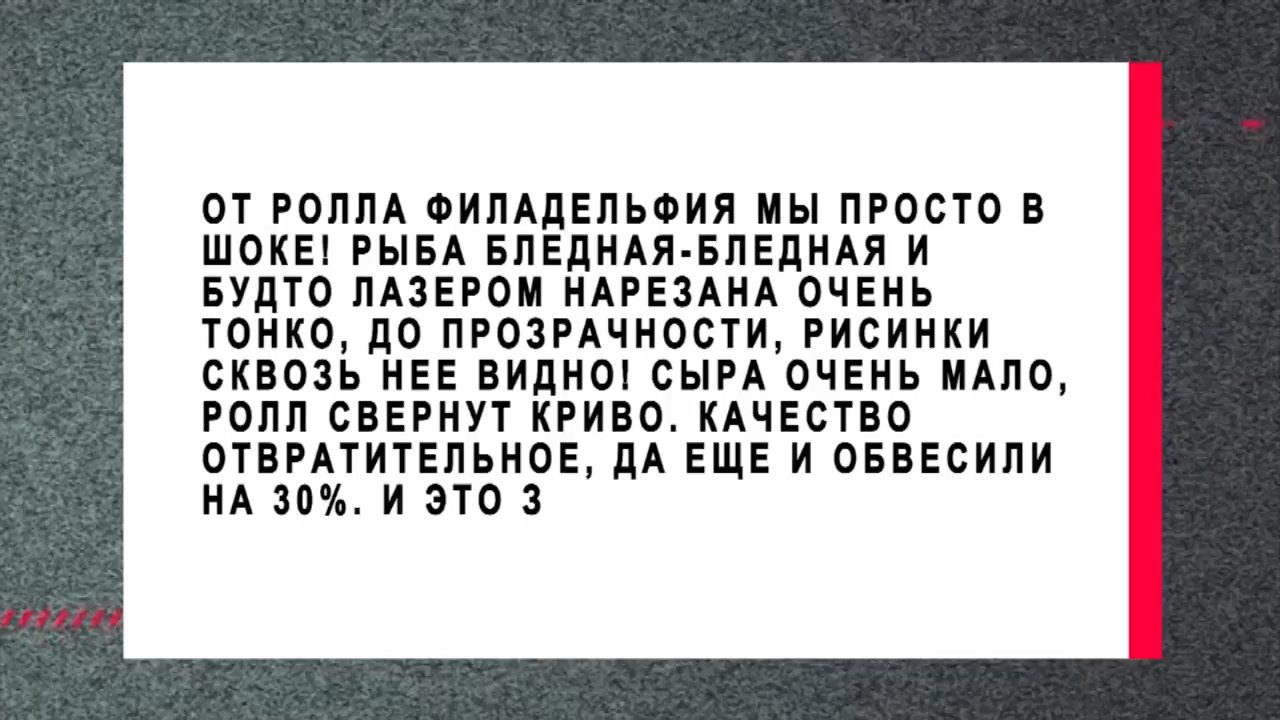 ОТ РОЛЛА ФИЛАДЕЛЬФИЯ МЫ ПРОСТО В
ШОКЕ! РЫБА БЛЕДНАЯ-БЛЕДНАЯ И
БУДТО ЛАЗЕРОМ НАРЕЗАНА ОЧЕНЬ
ТОНКО, ДО ПРОЗРАЧНОСТИ, РИСИНКИ
СКВОЗЬ НЕЕ ВИДНО! СЫРА ОЧЕНЬ МАЛО,
РОЛЛ СВЕРНУТ КРИВО. КАЧЕСТВО
ОТВРАТИТЕЛЬНОЕ, ДА ЕЩЕ И ОБВЕСИЛИ
НА 30%. И ЭТО З